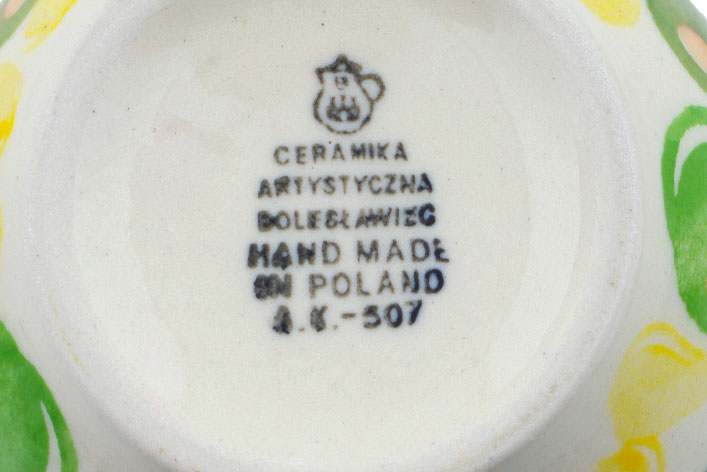 CERAMIKA
ARTYSTYCZNA
BOLESŁAWIEC
HAND MADE
IN POLAND
A.K.-507